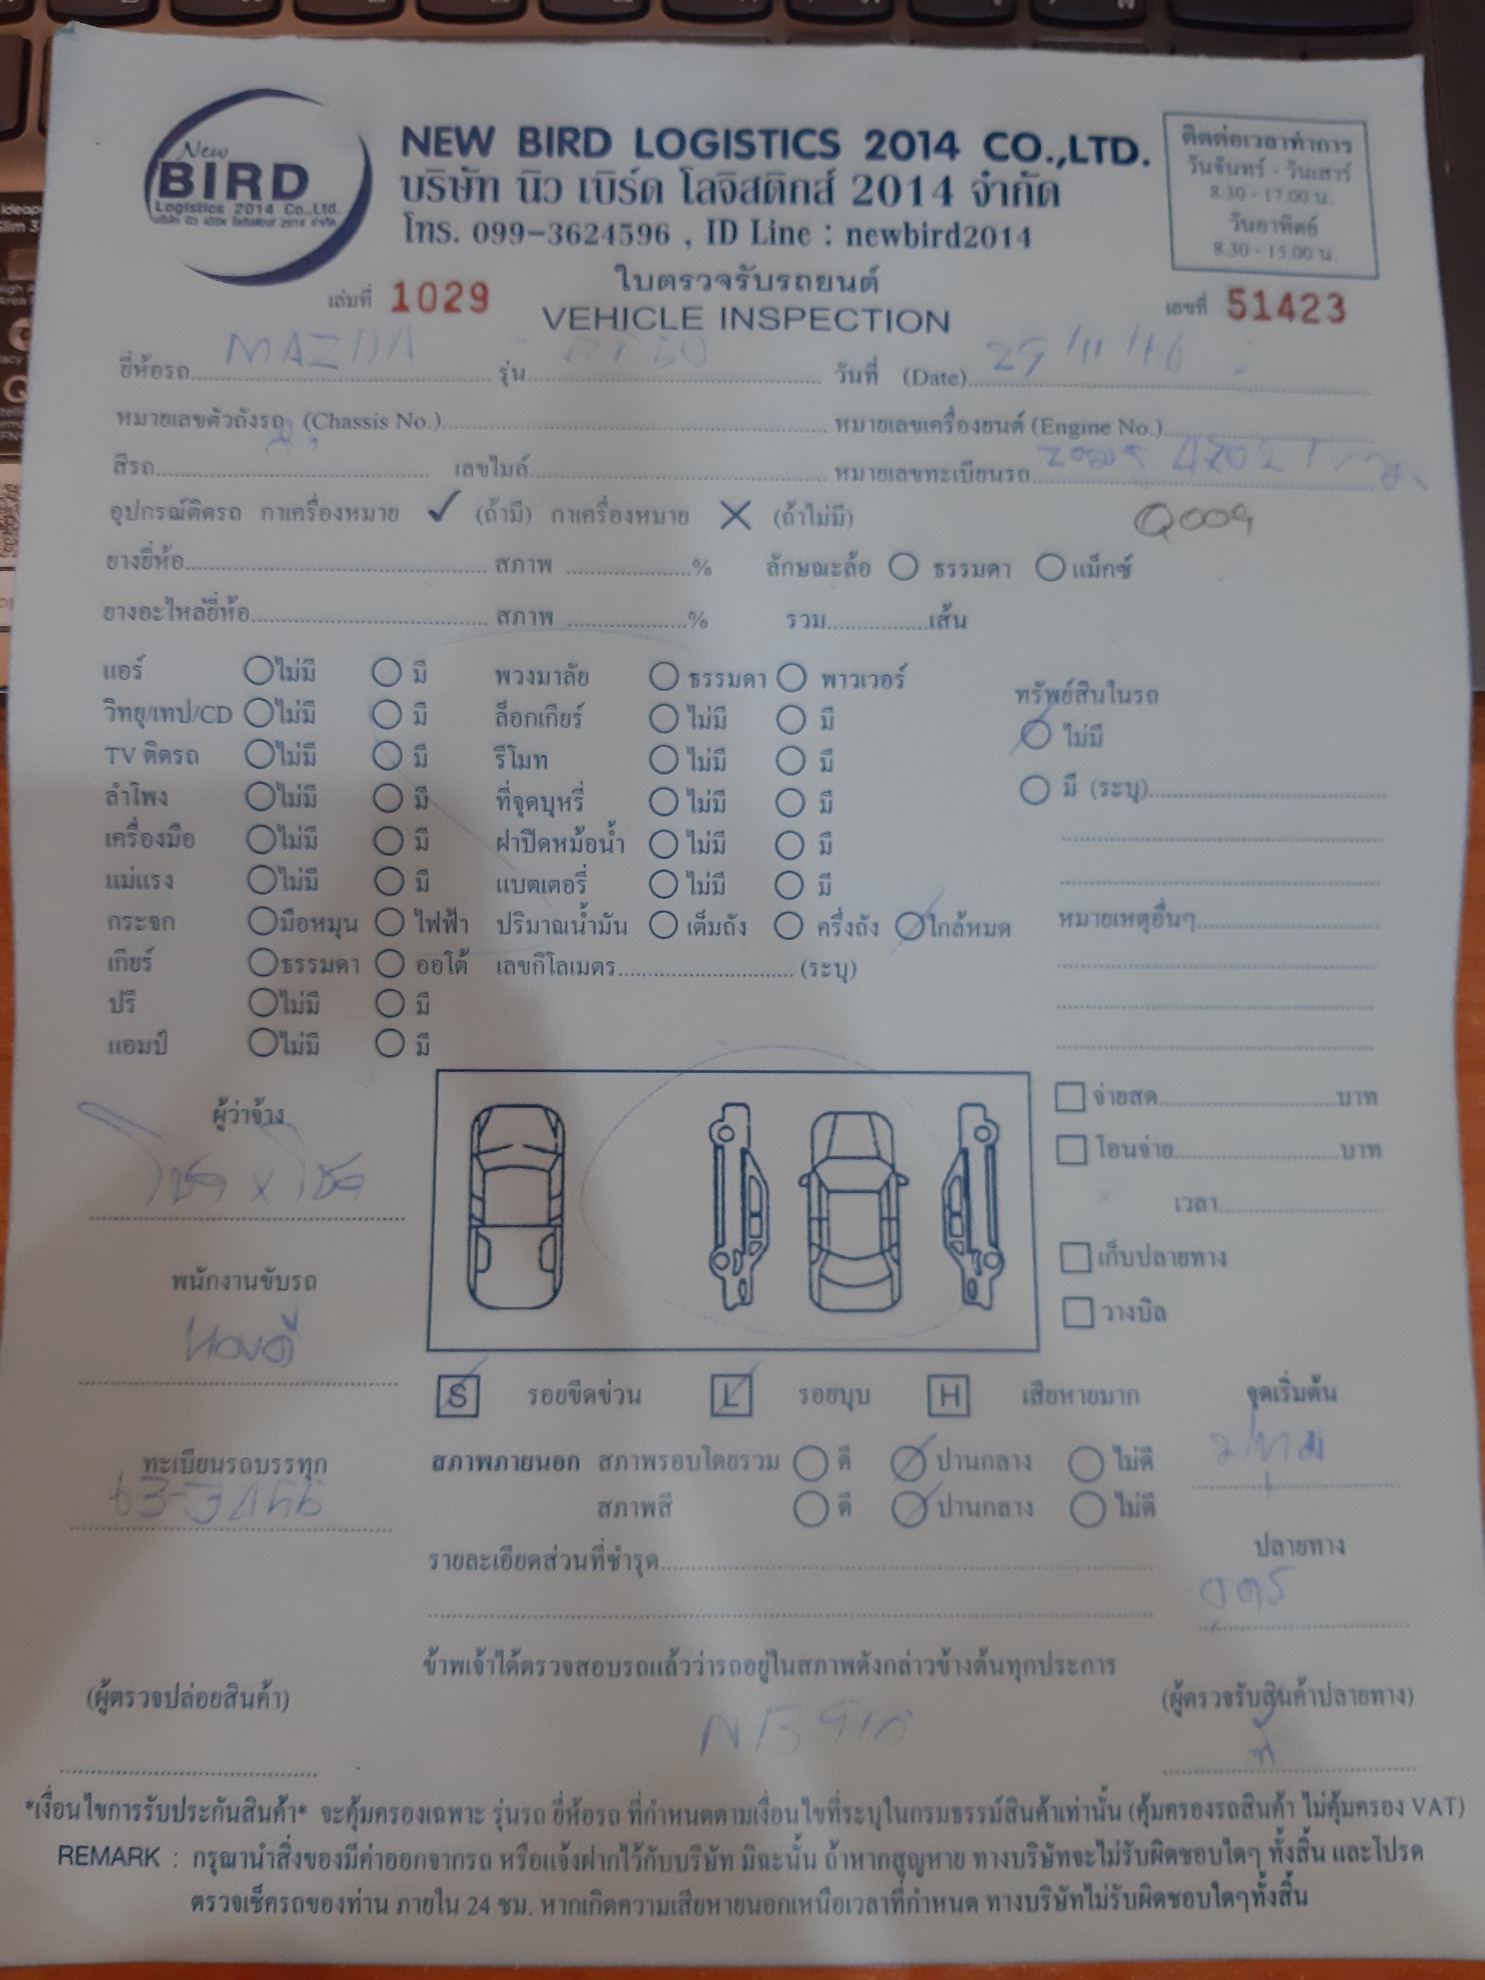 New
BIRD
Logistics 2014 Co.,Ltd.
บริษัท นิว เบิร์ด โลจิสติกส์ 2014 จำกัด
NEW BIRD LOGISTICS 2014 CO.,LTD.
บริษัท นิว เบิร์ด โลจิสติกส์ 2014 จำกัด
โทร. 099-3624596 , ID Line : newbird2014
ติดต่อเวลาทำการ
วันจันทร์ - วันเสาร์
8.30 - 17.00 น.
วันอาทิตย์
8.30 - 15.00 น.
ใบตรวจรับรถยนต์
เล่มที่ 1029 VEHICLE INSPECTION เลขที่ 51423
ยี่ห้อรถ MAZDA รุ่น วันที่ (Date) 29/11/66
หมายเลขตัวถังรถ (Chassis No.) หมายเลขเครื่องยนต์ (Engine No.)
สีรถ เลขไมล์ หมายเลขทะเบียนรถ
อุปกรณ์ติดรถ กาเครื่องหมาย ✓ (ถ้ามี) กาเครื่องหมาย X (ถ้าไม่มี) Q009
ยางยี่ห้อ สภาพ % ลักษณะล้อ ธรรมดา แม็กซ์
ยางอะไหล่ยี่ห้อ สภาพ % รวม เส้น
แอร์ ไม่มี มี พวงมาลัย ธรรมดา พาวเวอร์ ทรัพย์สินในรถ
วิทยุ/เทป/CD ไม่มี มี ล็อกเกียร์ ไม่มี มี ไม่มี
TV ติดรถ ไม่มี มี รีโมท ไม่มี มี
ลำโพง ไม่มี มี ที่จุดบุหรี่ ไม่มี มี มี (ระบุ)
เครื่องมือ ไม่มี มี ฝาปิดหม้อน้ำ ไม่มี มี
แม่แรง ไม่มี มี แบตเตอรี่ ไม่มี มี
กระจก มือหมุน ไฟฟ้า ปริมาณน้ำมัน เต็มถัง ครึ่งถัง ใกล้หมด หมายเหตุอื่นๆ
เกียร์ ธรรมดา ออโต้ เลขกิโลเมตร (ระบุ)
ปรี ไม่มี มี
แอมป์ ไม่มี มี
ผู้ว่าจ้าง
จ่ายสด บาท
โอนจ่าย บาท
เวลา
พนักงานขับรถ
เก็บปลายทาง
วางบิล
S รอยขีดข่วน L รอยบุบ H เสียหายมาก จุดเริ่มต้น
ทะเบียนรถบรรทุก สภาพภายนอก สภาพรอบโดยรวม ดี ปานกลาง ไม่ดี ปทุม
สภาพสี ดี ปานกลาง ไม่ดี
รายละเอียดส่วนที่ชำรุด ปลายทาง
อุดร
ข้าพเจ้าได้ตรวจสอบรถแล้วว่ารถอยู่ในสภาพดังกล่าวข้างต้นทุกประการ
(ผู้ตรวจปล่อยสินค้า) (ผู้ตรวจรับสินค้าปลายทาง)
*เงื่อนไขการรับประกันสินค้า* จะคุ้มครองเฉพาะ รุ่นรถ ยี่ห้อรถ ที่กำหนดตามเงื่อนไขที่ระบุในกรมธรรม์สินค้าเท่านั้น (คุ้มครองรถสินค้า ไม่คุ้มครอง VAT)
REMARK : กรุณานำสิ่งของมีค่าออกจากรถ หรือแจ้งฝากไว้กับบริษัท มิฉะนั้น ถ้าหากสูญหาย ทางบริษัทจะไม่รับผิดชอบใดๆ ทั้งสิ้น และโปรด
ตรวจเช็ครถของท่าน ภายใน 24 ชม. หากเกิดความเสียหายนอกเหนือเวลาที่กำหนด ทางบริษัทไม่รับผิดชอบใดๆทั้งสิ้น